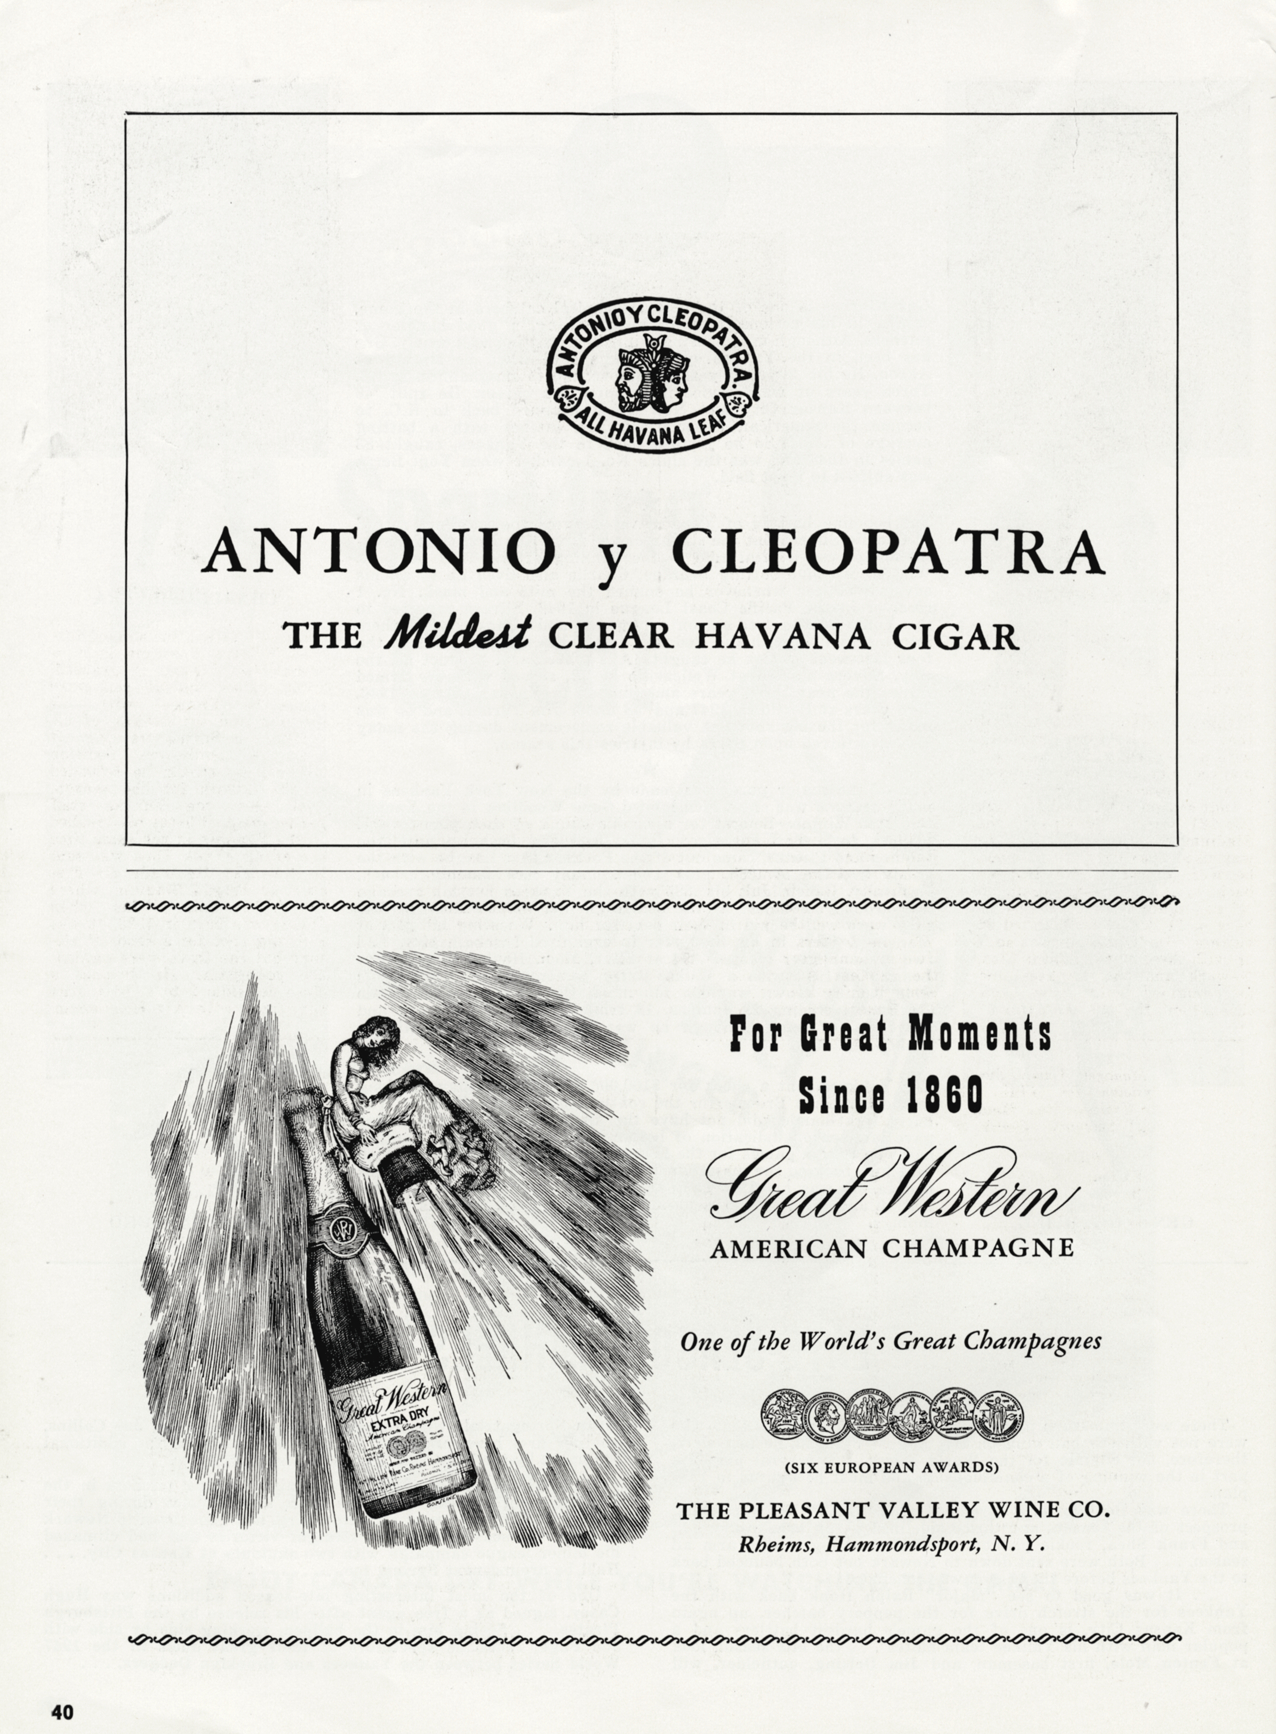 ANTONIO Y CLEOPATRA
ALL HAVANA LEAF
ANTONIO y CLEOPATRA
THE Mildest CLEAR HAVANA CIGAR
For Great Moments
Since 1860
Great Western
AMERICAN CHAMPAGNE
One of the World's Great Champagnes
(SIX EUROPEAN AWARDS)
THE PLEASANT VALLEY WINE CO.
Rheims, Hammondsport, N. Y.
Great Western
EXTRA DRY
American Champagne
40